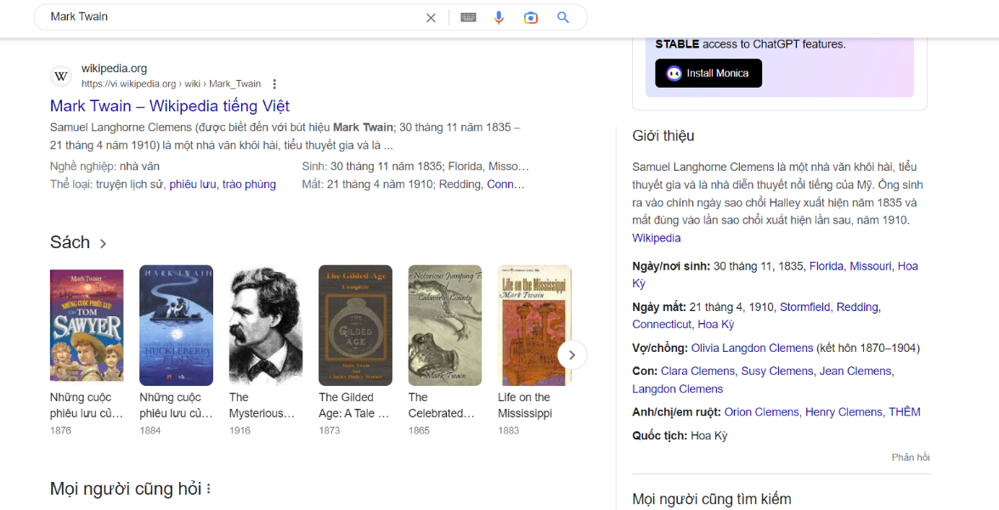 Mark Twain
wikipedia.org
https://vi.wikipedia.org › wiki › Mark_Twain
Mark Twain – Wikipedia tiếng Việt
Samuel Langhorne Clemens (được biết đến với bút hiệu Mark Twain; 30 tháng 11 năm 1835 –
21 tháng 4 năm 1910) là một nhà văn khôi hài, tiểu thuyết gia và là ...
Nghề nghiệp: nhà văn
Sinh: 30 tháng 11 năm 1835; Florida, Misso…
Thể loại: truyện lịch sử, phiêu lưu, trào phúng
Mất: 21 tháng 4 năm 1910; Redding, Conn…
Sách
Mark Twain
NHỮNG CUỘC PHIÊU LƯU
TOM
SAWYER
MARK TWAIN
HUCKLEBERRY
FINN
The Gilded Age
Complete
THE
GILDED
AGE
Mark Twain
And
Charles Dudley Warner
Notorious Jumping F
Calaveras County
Mark Twain
Life on the Mississippi
Mark Twain
Những cuộc
phiêu lưu củ…
1876
Những cuộc
phiêu lưu củ…
1884
The
Mysterious…
1916
The Gilded
Age: A Tale …
1873
The
Celebrated…
1865
Life on the
Mississippi
1883
Mọi người cũng hỏi
STABLE access to ChatGPT features.
Install Monica
Giới thiệu
Samuel Langhorne Clemens là một nhà văn khôi hài, tiểu
thuyết gia và là nhà diễn thuyết nổi tiếng của Mỹ. Ông sinh
ra vào chính ngày sao chổi Halley xuất hiện năm 1835 và
mất đúng vào lần sao chổi xuất hiện lần sau, năm 1910.
Wikipedia
Ngày/nơi sinh: 30 tháng 11, 1835, Florida, Missouri, Hoa
Kỳ
Ngày mất: 21 tháng 4, 1910, Stormfield, Redding,
Connecticut, Hoa Kỳ
Vợ/chồng: Olivia Langdon Clemens (kết hôn 1870–1904)
Con: Clara Clemens, Susy Clemens, Jean Clemens,
Langdon Clemens
Anh/chị/em ruột: Orion Clemens, Henry Clemens, THÊM
Quốc tịch: Hoa Kỳ
Phản hồi
Mọi người cũng tìm kiếm